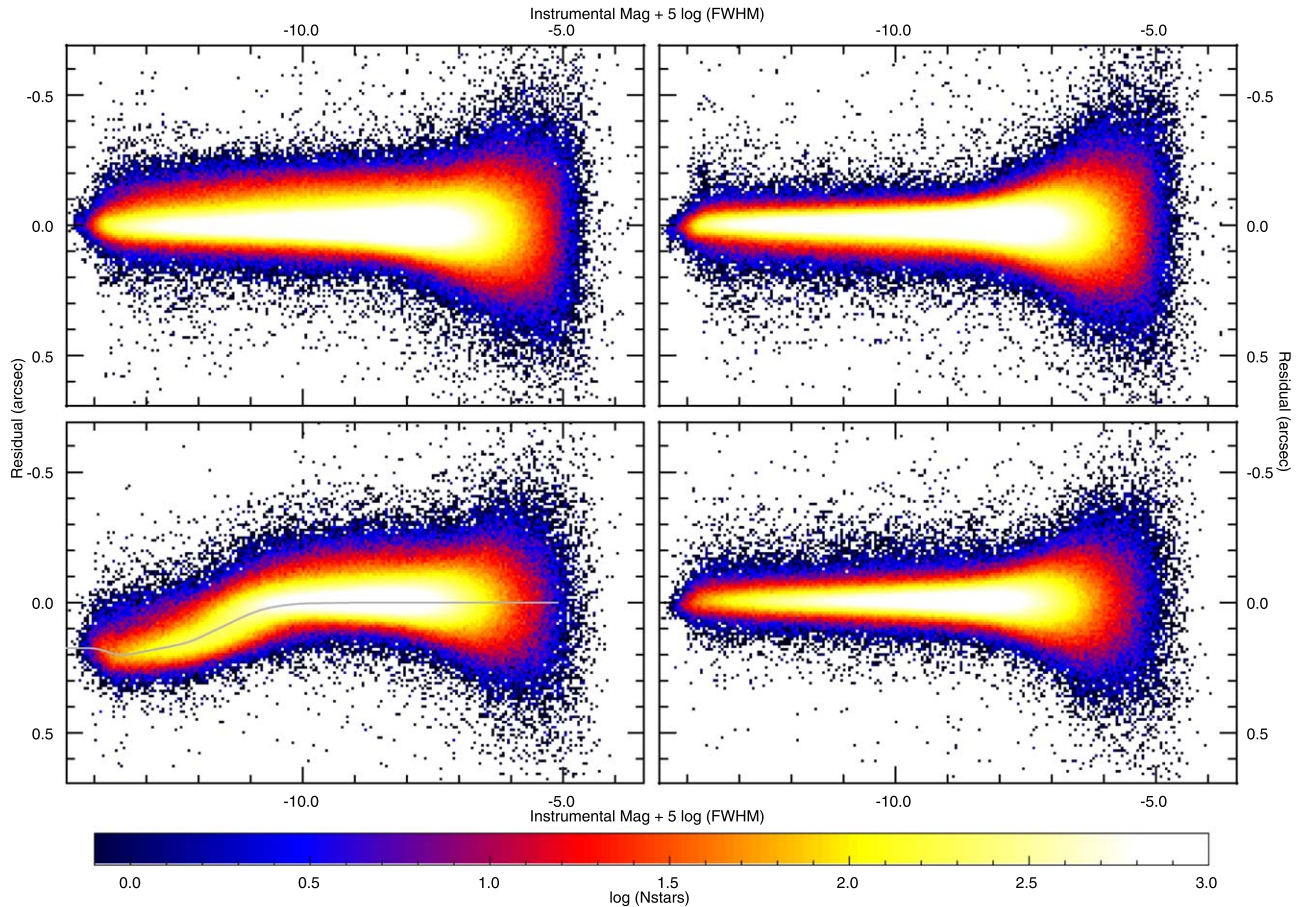 Instrumental Mag + 5 log (FWHM)
-10.0 -5.0 -10.0 -5.0
-0.5 -0.5
0.0 0.0
0.5 0.5
Residual (arcsec) Residual (arcsec)
-0.5 -0.5
0.0 0.0
0.5 0.5
-10.0 -5.0 -10.0 -5.0
Instrumental Mag + 5 log (FWHM)
0.0 0.5 1.0 1.5 2.0 2.5 3.0
log (Nstars)